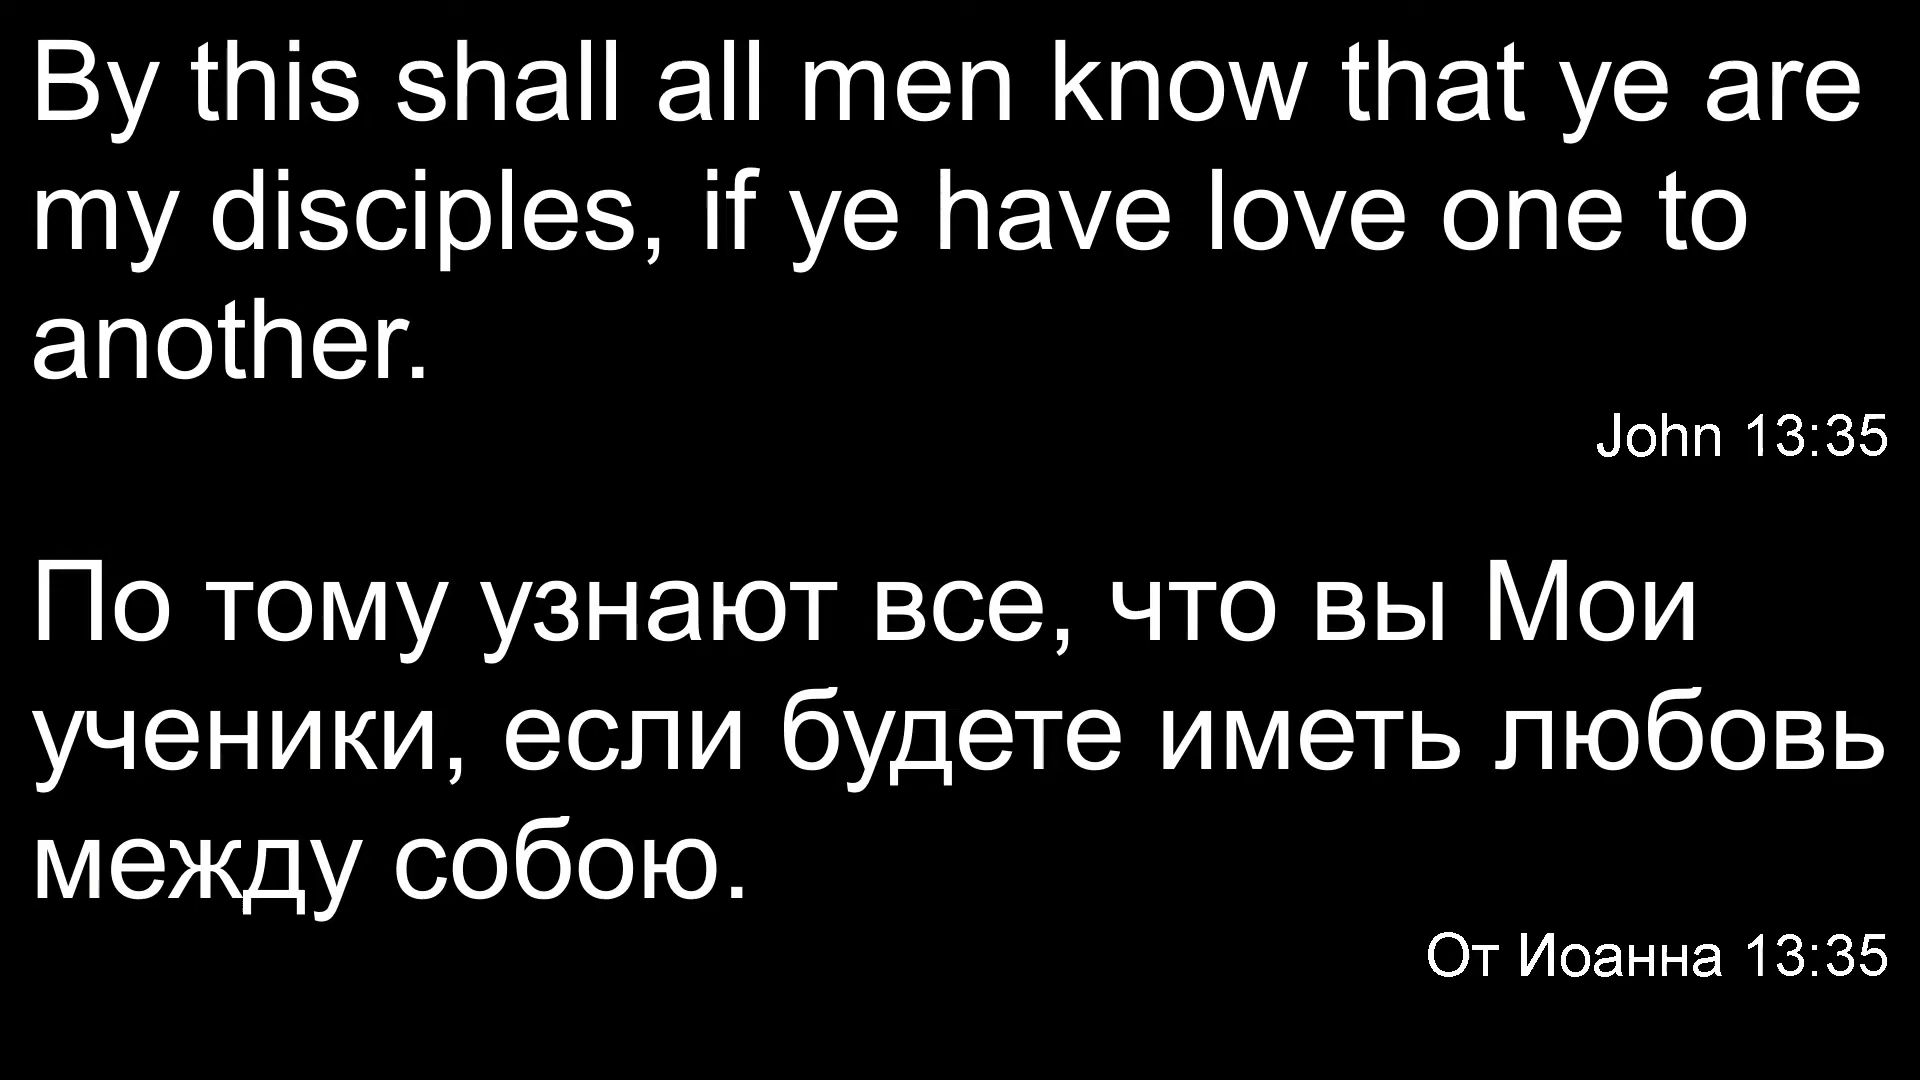 By this shall all men know that ye are
my disciples, if ye have love one to
another.
John 13:35
По тому узнают все, что вы Мои
ученики, если будете иметь любовь
между собою.
От Иоанна 13:35